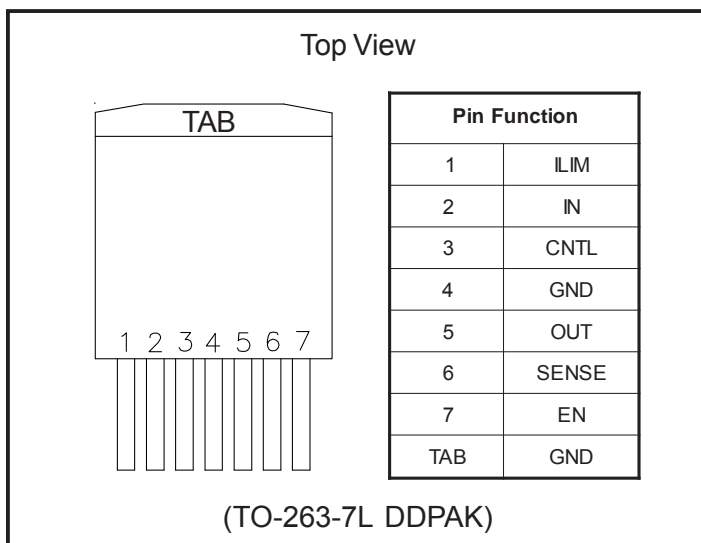 Top View
TAB
1 2 3 4 5 6 7
Pin Function
1 ILIM
2 IN
3 CNTL
4 GND
5 OUT
6 SENSE
7 EN
TAB GND
(TO-263-7L DDPAK)